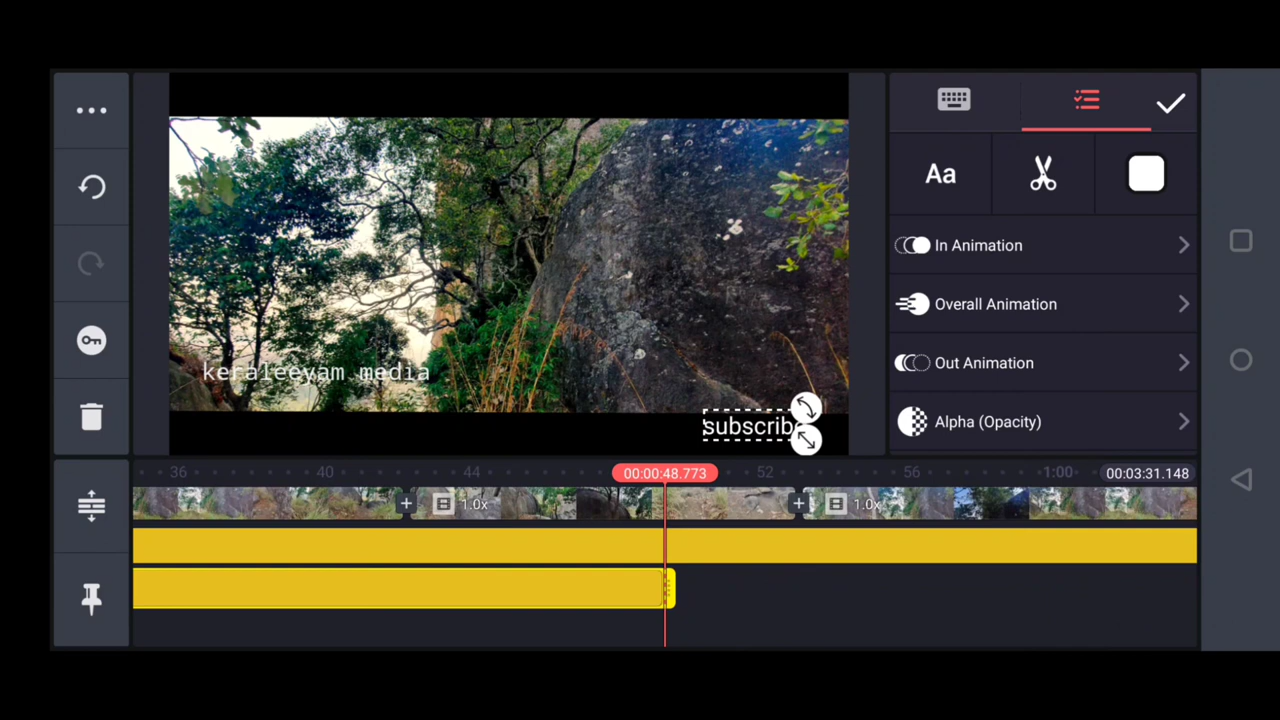 Aa
In Animation
Overall Animation
Out Animation
Alpha (Opacity)
keraleeyam media
subscribe
36
40
44
00:00:48.773
52
56
1:00
00:03:31.148
1.0x
1.0x